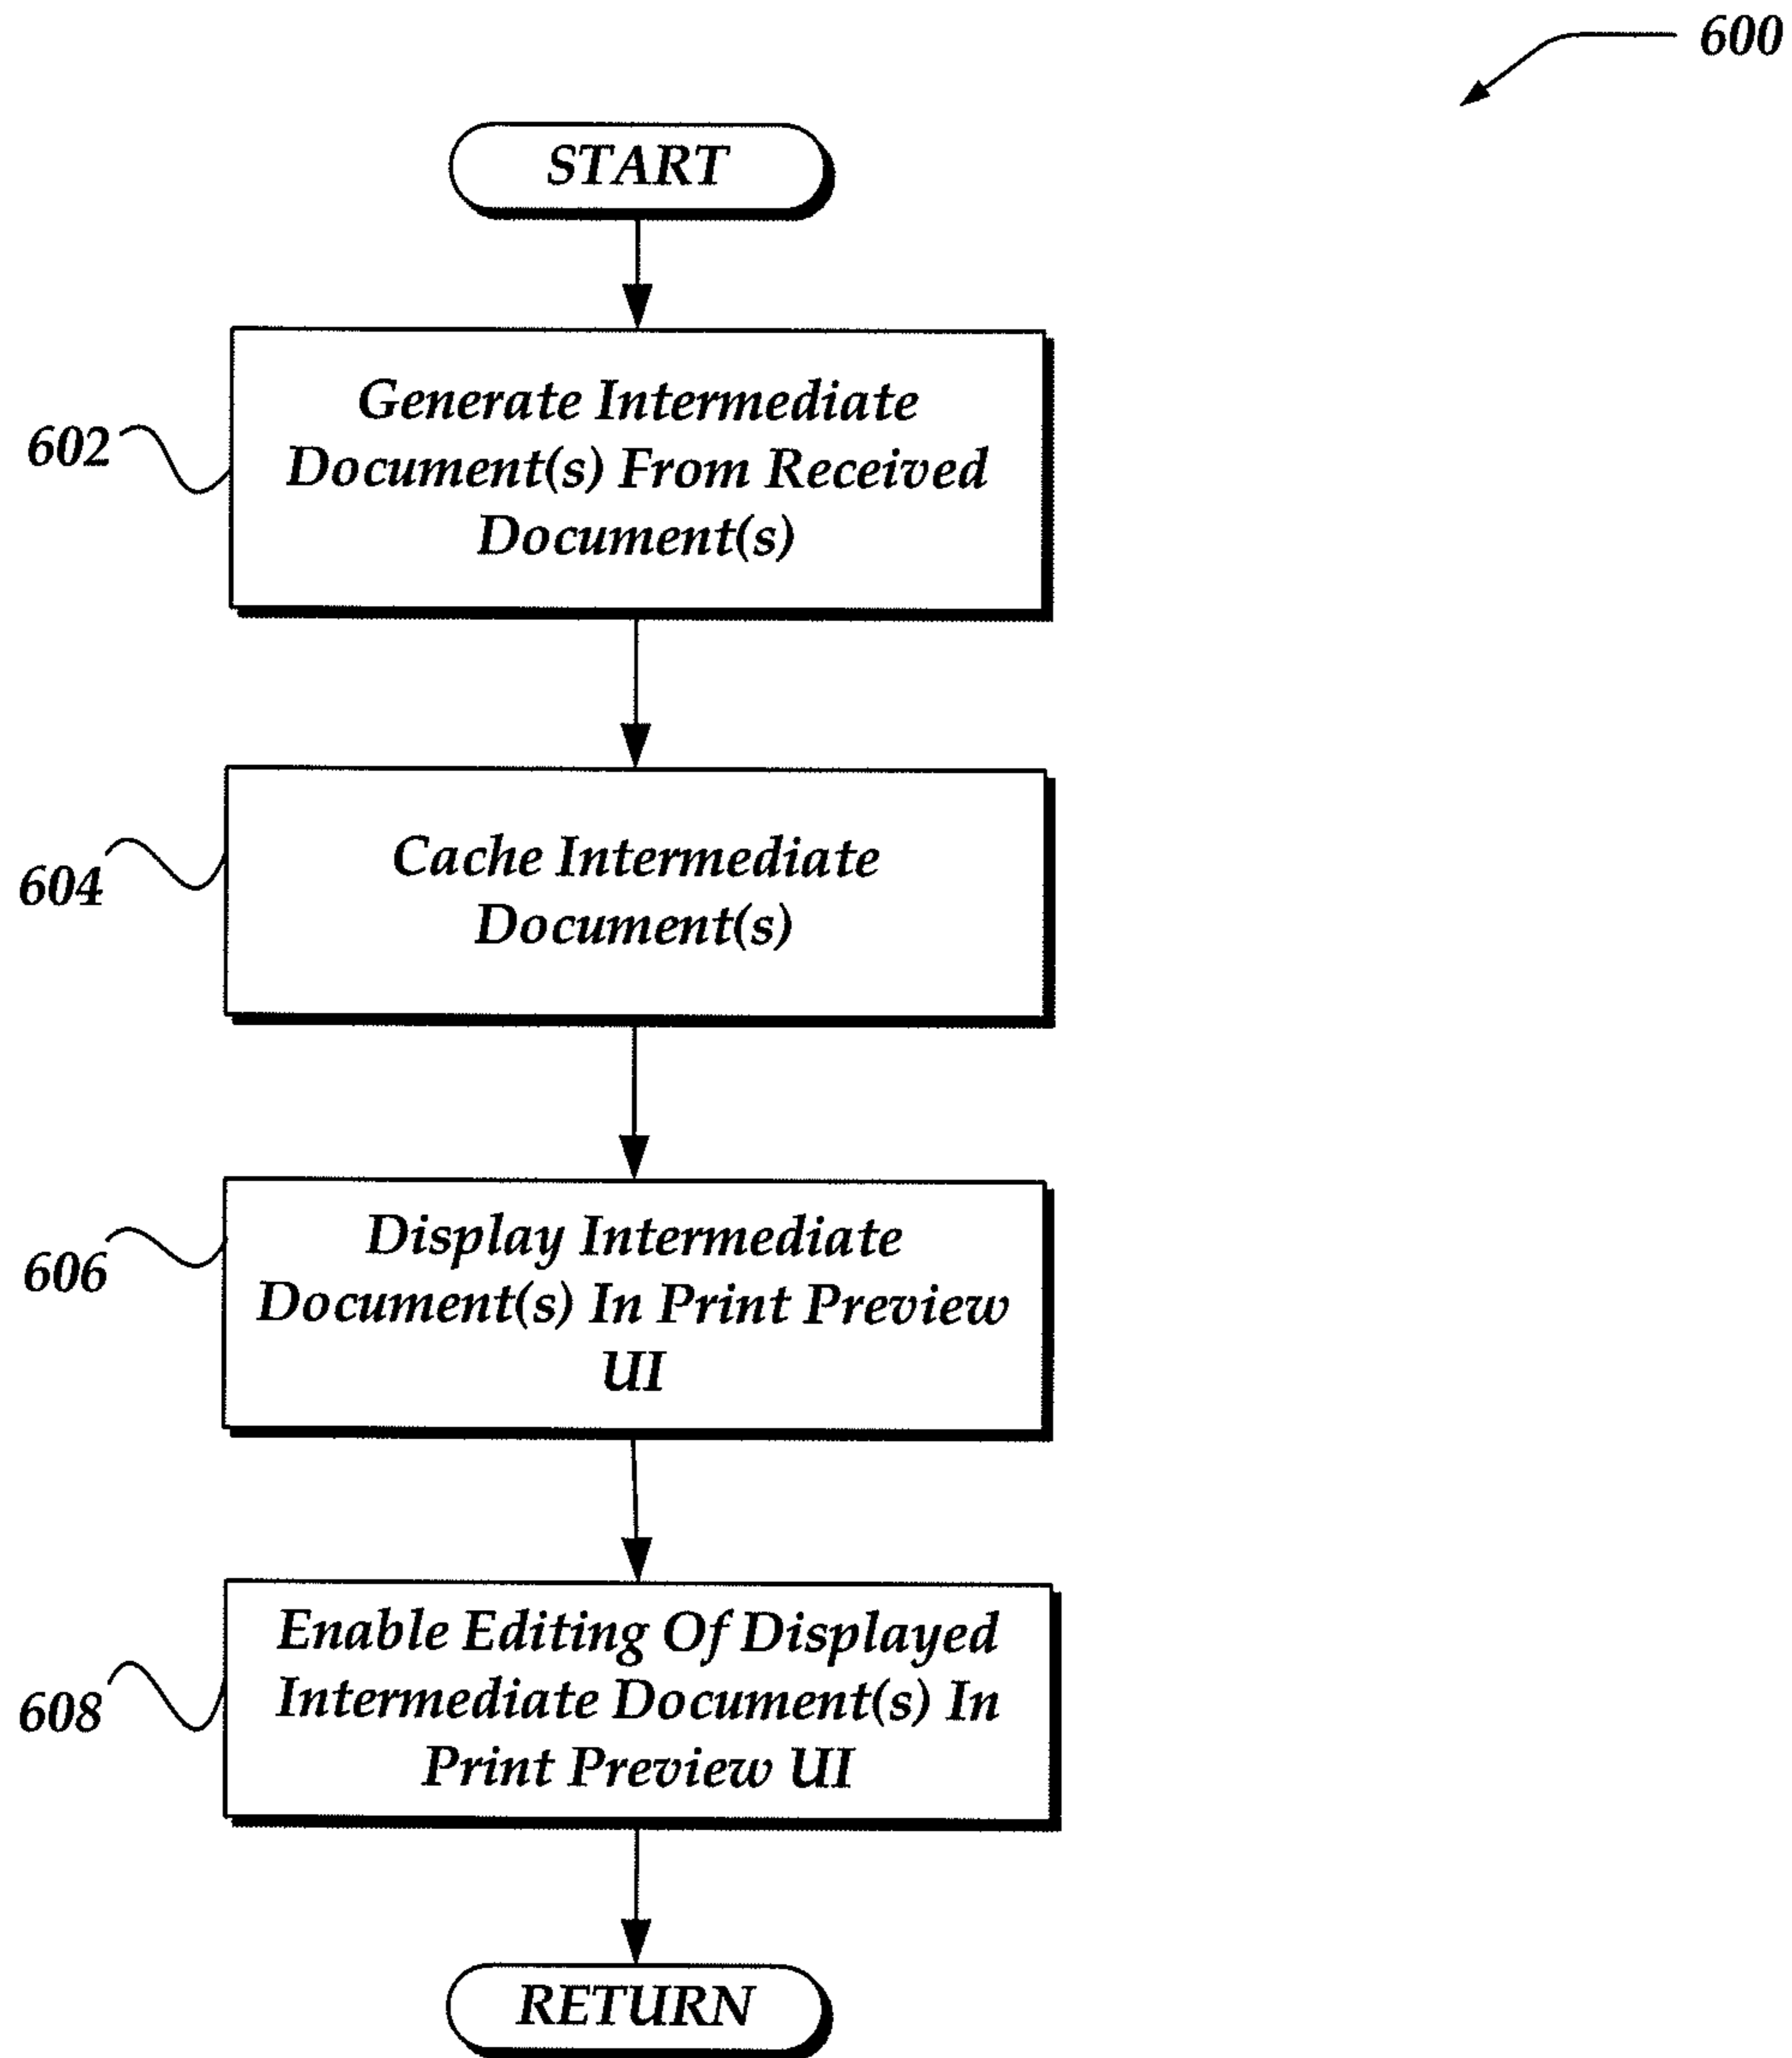 600
START
602
Generate Intermediate
Document(s) From Received
Document(s)
604
Cache Intermediate
Document(s)
606
Display Intermediate
Document(s) In Print Preview
UI
608
Enable Editing Of Displayed
Intermediate Document(s) In
Print Preview UI
RETURN